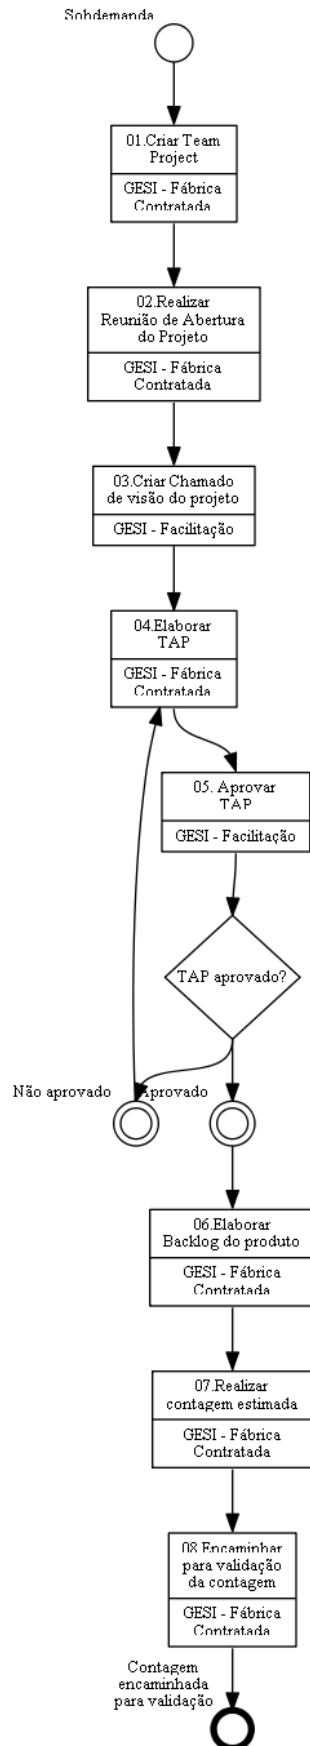 Sobdemanda
01.Criar Team
Project
GESI - Fábrica
Contratada
02.Realizar
Reunião de Abertura
do Projeto
GESI - Fábrica
Contratada
03.Criar Chamado
de visão do projeto
GESI - Facilitação
04.Elaborar
TAP
GESI - Fábrica
Contratada
05. Aprovar
TAP
GESI - Facilitação
TAP aprovado?
Não aprovado
Aprovado
06.Elaborar
Backlog do produto
GESI - Fábrica
Contratada
07.Realizar
contagem estimada
GESI - Fábrica
Contratada
08.Encaminhar
para validação
da contagem
GESI - Fábrica
Contratada
Contagem
encaminhada
para validação